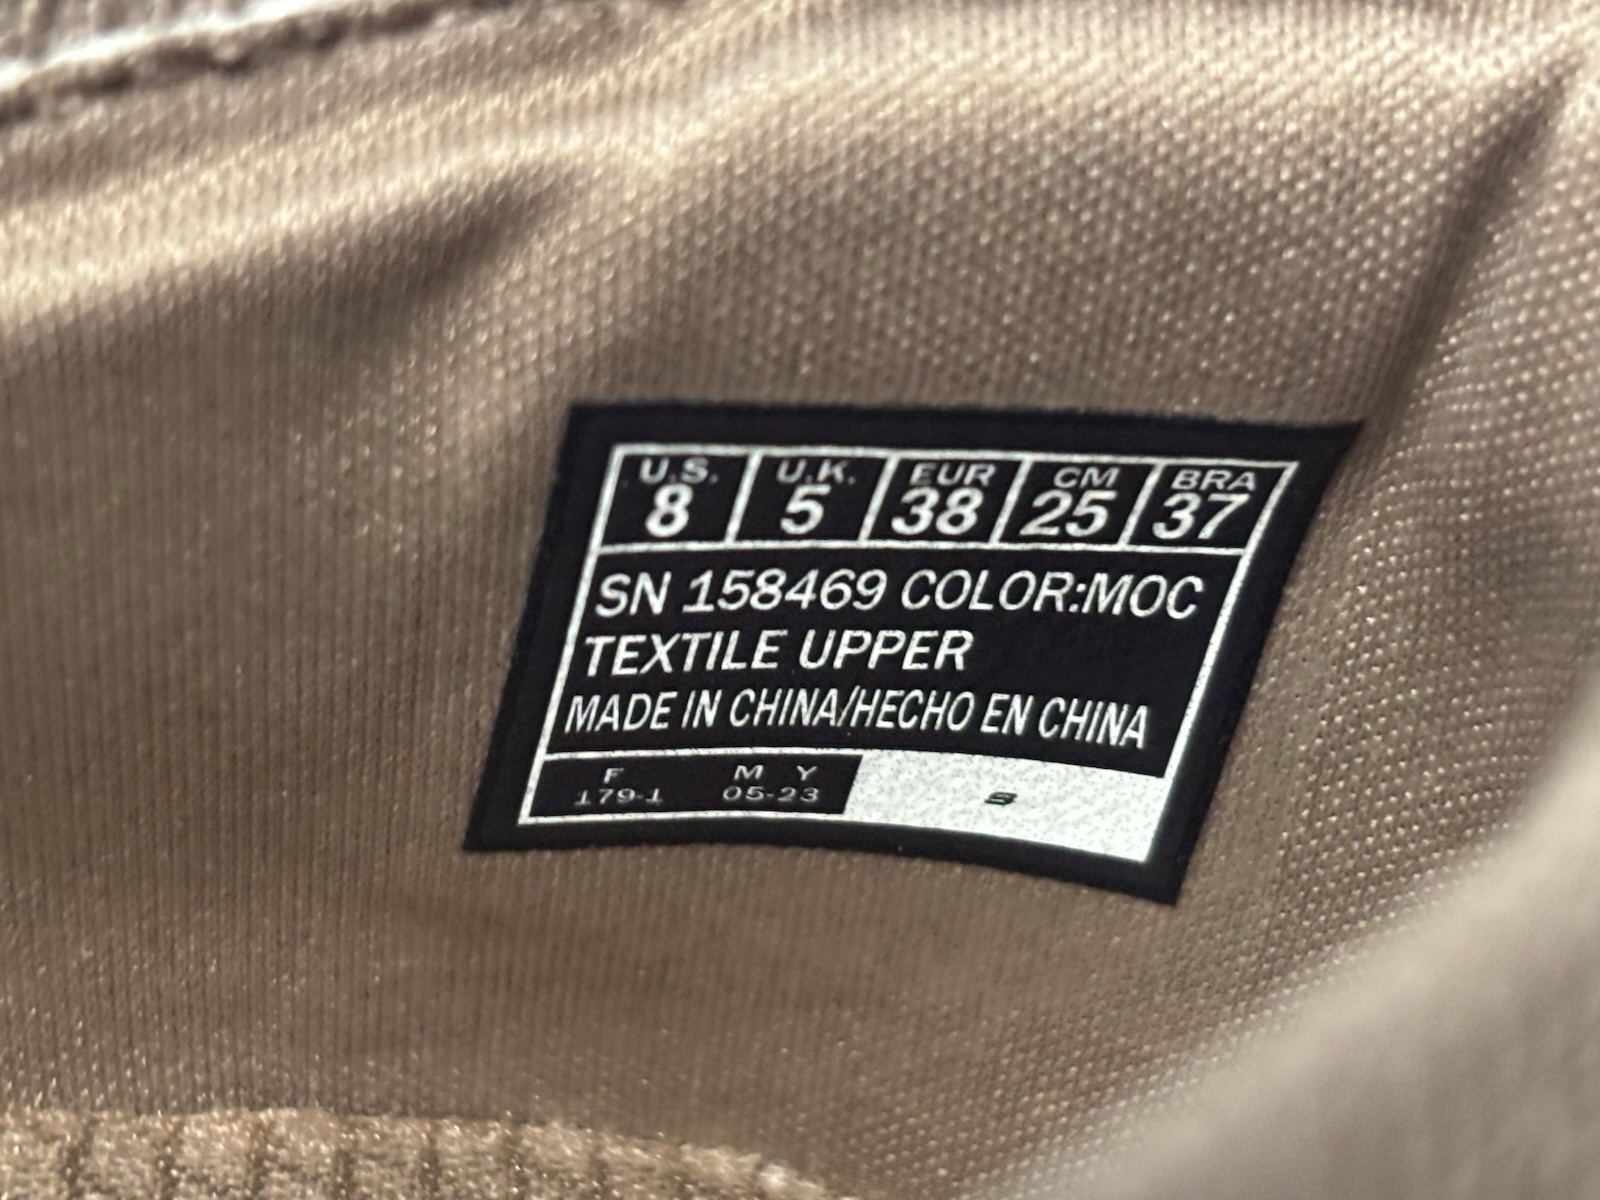 U.S. U.K. EUR CM BRA
8 5 38 25 37
SN 158469 COLOR:MOC
TEXTILE UPPER
MADE IN CHINA/HECHO EN CHINA
F M Y
179-1 05-23